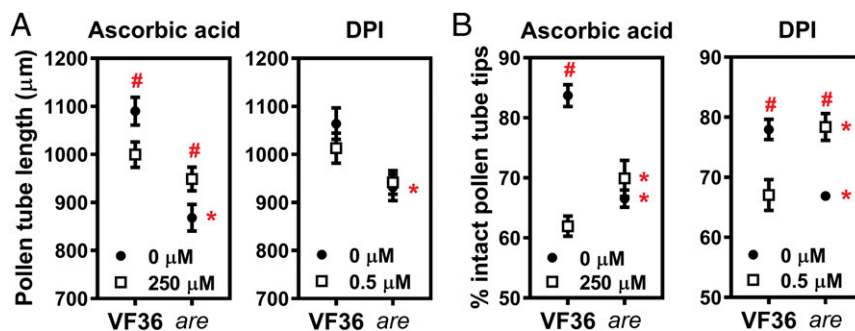 A
Ascorbic acid
DPI
Pollen tube length (μm)
1200
1100
1000
900
800
700
#
#
*
0 μM
250 μM
VF36 are
1200
1100
1000
900
800
700
*
0 μM
0.5 μM
VF36 are
B
Ascorbic acid
DPI
% intact pollen tube tips
90
80
70
60
50
#
*
*
0 μM
250 μM
VF36 are
90
80
70
60
50
#
#
*
*
0 μM
0.5 μM
VF36 are